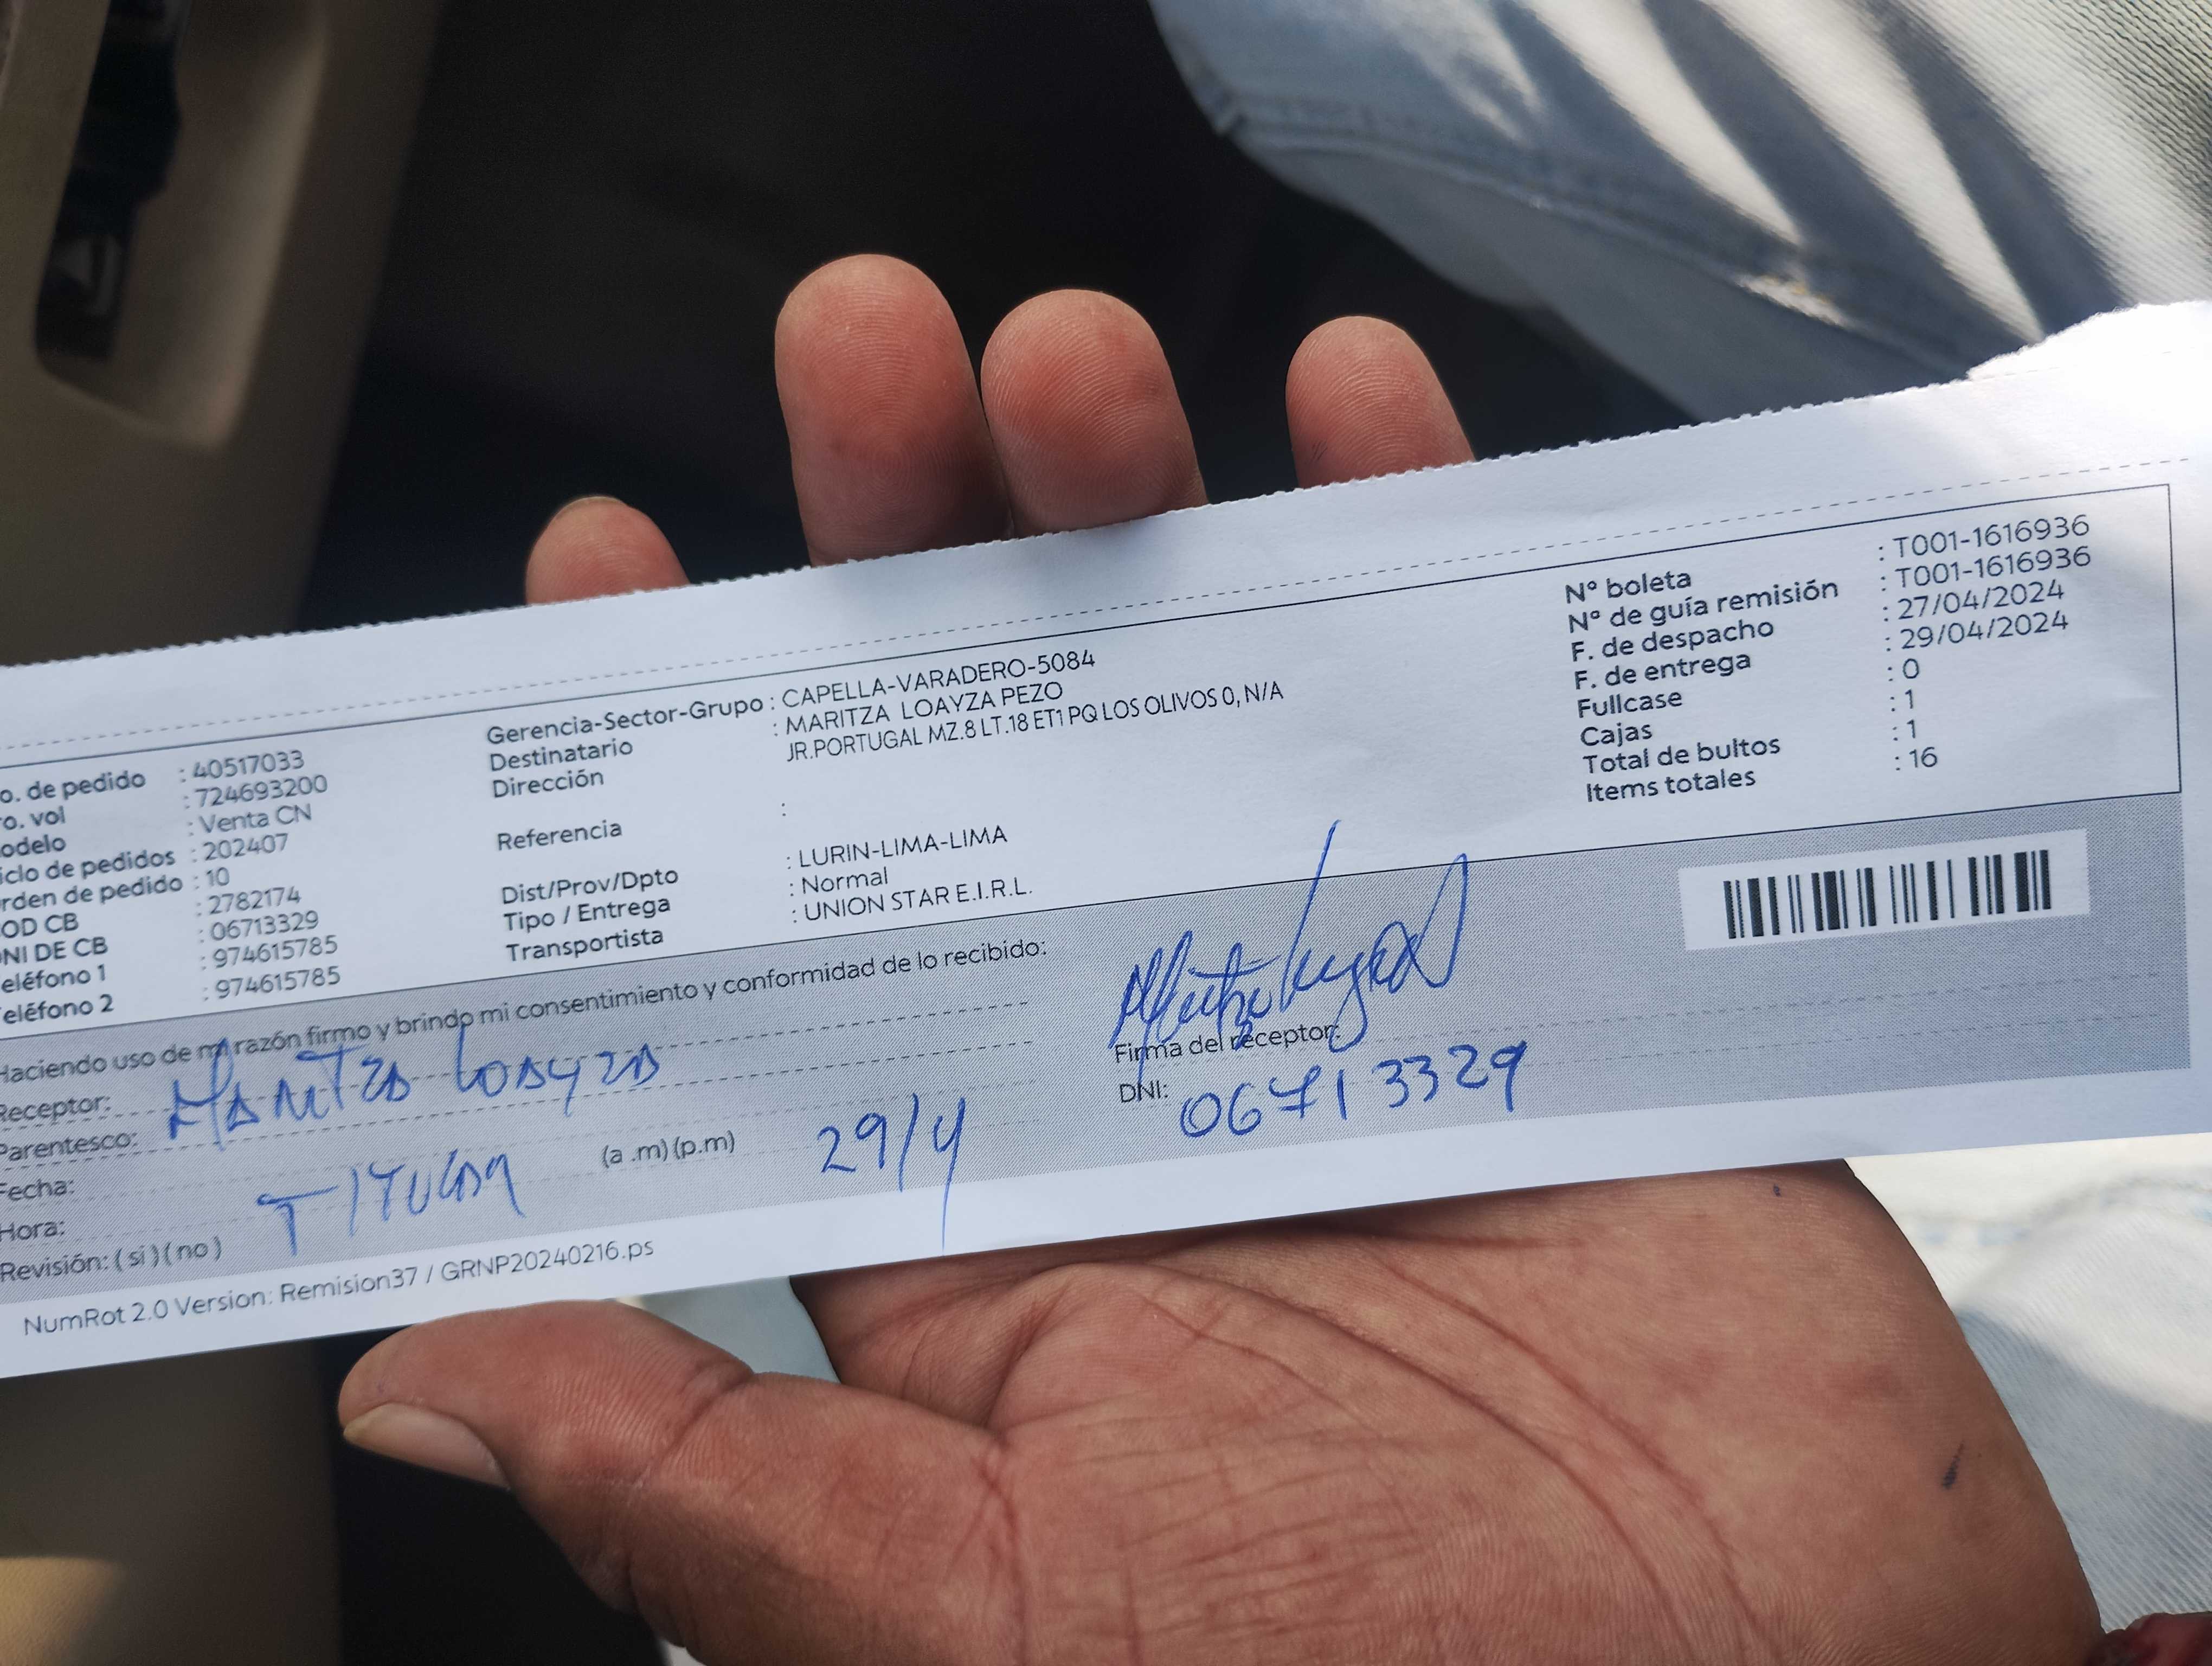 o. de pedido : 40517033
ro. vol : 724693200
odelo : Venta CN
iclo de pedidos : 202407
rden de pedido : 10
OD CB : 2782174
NI DE CB : 06713329
eléfono 1 : 974615785
eléfono 2 : 974615785
Gerencia-Sector-Grupo : CAPELLA-VARADERO-5084
Destinatario : MARITZA LOAYZA PEZO
Dirección JR.PORTUGAL MZ.8 LT.18 ET1 PQ LOS OLIVOS 0, N/A
Referencia :
Dist/Prov/Dpto : LURIN-LIMA-LIMA
Tipo / Entrega : Normal
Transportista : UNION STAR E.I.R.L.
N° boleta : T001-1616936
N° de guía remisión : T001-1616936
F. de despacho : 27/04/2024
F. de entrega : 29/04/2024
Fullcase : 0
Cajas : 1
Total de bultos : 1
Items totales : 16
Haciendo uso de mi razón firmo y brindo mi consentimiento y conformidad de lo recibido:
Receptor: Maritza Loayza
Parentesco:
Fecha:
Hora: TITULAR (a .m) (p.m) 29/4
Revisión: ( si ) ( no )
Firma del receptor:
DNI: 06713329
NumRot 2.0 Version: Remision37 / GRNP20240216.ps